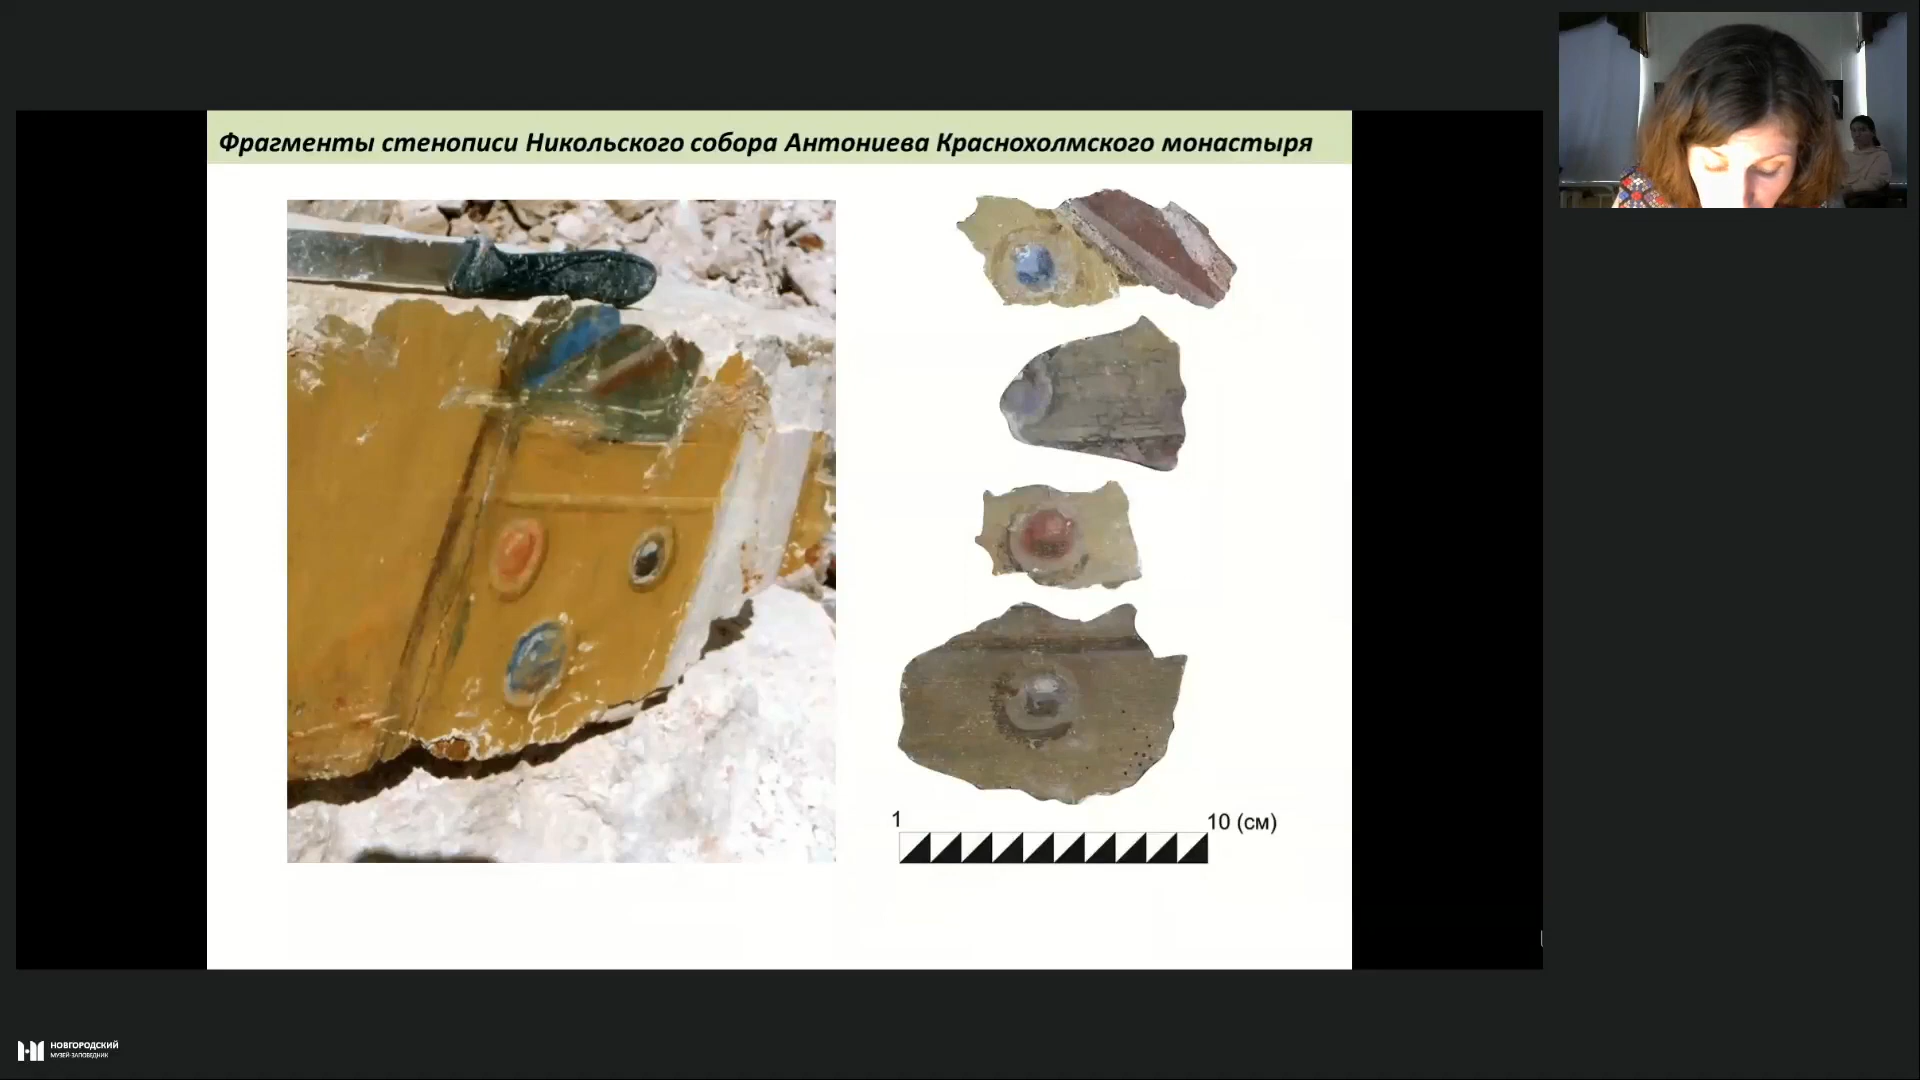 Фрагменты стенописи Никольского собора Антониева Краснохолмского монастыря
1
10 (см)
НОВГОРОДСКИЙ
МУЗЕЙ-ЗАПОВЕДНИК